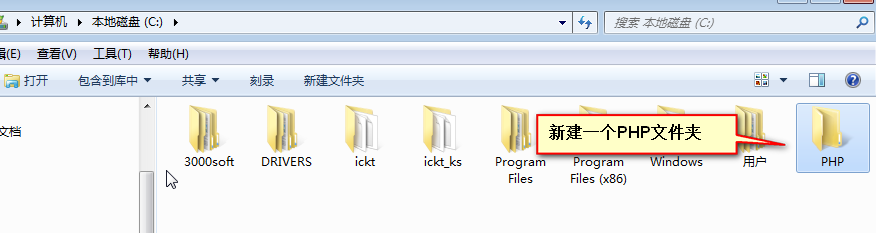 计算机 本地磁盘 (C:) 搜索 本地磁盘 (C:)
(E) 查看(V) 工具(T) 帮助(H)
打开 包含到库中 共享 刻录 新建文件夹
文档
新建一个PHP文件夹
3000soft DRIVERS ickt ickt_ks Program Files Program Files (x86) Windows 用户 PHP